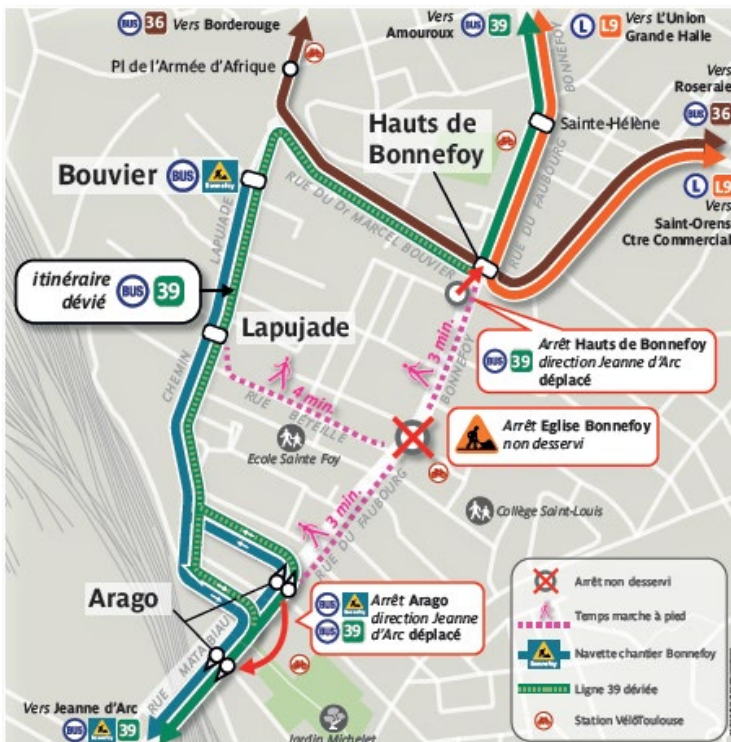 BUS 36 Vers Borderouge
Pl de l'Armée d'Afrique
Vers
Amouroux
BUS 39
L L9 Vers L'Union
Grande Halle
Vers
Roseraie
BUS 36
L L9
Vers
Saint-Orens
Ctre Commercial
Sainte-Hélène
Hauts de
Bonnefoy
RUE DU FAUBOURG
BONNEFOY
RUE DU Dr MARCEL BOUVIER
Bouvier BUS Bonnefoy
LAPUJADE
CHEMIN
itinéraire
dévié BUS 39
Lapujade
4 min.
RUE BÉTEILLE
Ecole Sainte Foy
3 min.
BONNEFOY
BUS 39 Arrêt Hauts de Bonnefoy
direction Jeanne d'Arc
déplacé
Arrêt Eglise Bonnefoy
non desservi
3 min.
RUE DU FAUBOURG
Collège Saint-Louis
Arago
RUE MATABIAU
BUS Bonnefoy Arrêt Arago
BUS 39 direction Jeanne
d'Arc déplacé
Vers Jeanne d'Arc
BUS Bonnefoy 39
Jardin Michelet
Arrêt non desservi
Temps marche à pied
Bonnefoy Navette chantier Bonnefoy
Ligne 39 déviée
Station VélôToulouse